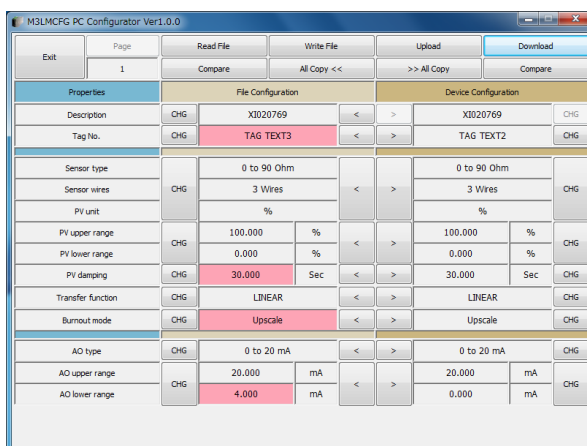 M3LMCFG PC Configurator Ver1.0.0
Exit Page Read File Write File Upload Download
1 Compare All Copy << >> All Copy Compare
Properties File Configuration Device Configuration
Description CHG XI020769 < > XI020769 CHG
Tag No. CHG TAG TEXT3 < > TAG TEXT2 CHG
Sensor type 0 to 90 Ohm 0 to 90 Ohm
Sensor wires CHG 3 Wires < > 3 Wires CHG
PV unit % %
PV upper range CHG 100.000 % < > 100.000 % CHG
PV lower range 0.000 % 0.000 %
PV damping CHG 30.000 Sec < > 30.000 Sec CHG
Transfer function CHG LINEAR < > LINEAR CHG
Burnout mode CHG Upscale < > Upscale CHG
AO type CHG 0 to 20 mA < > 0 to 20 mA CHG
AO upper range CHG 20.000 mA < > 20.000 mA CHG
AO lower range 4.000 mA 0.000 mA